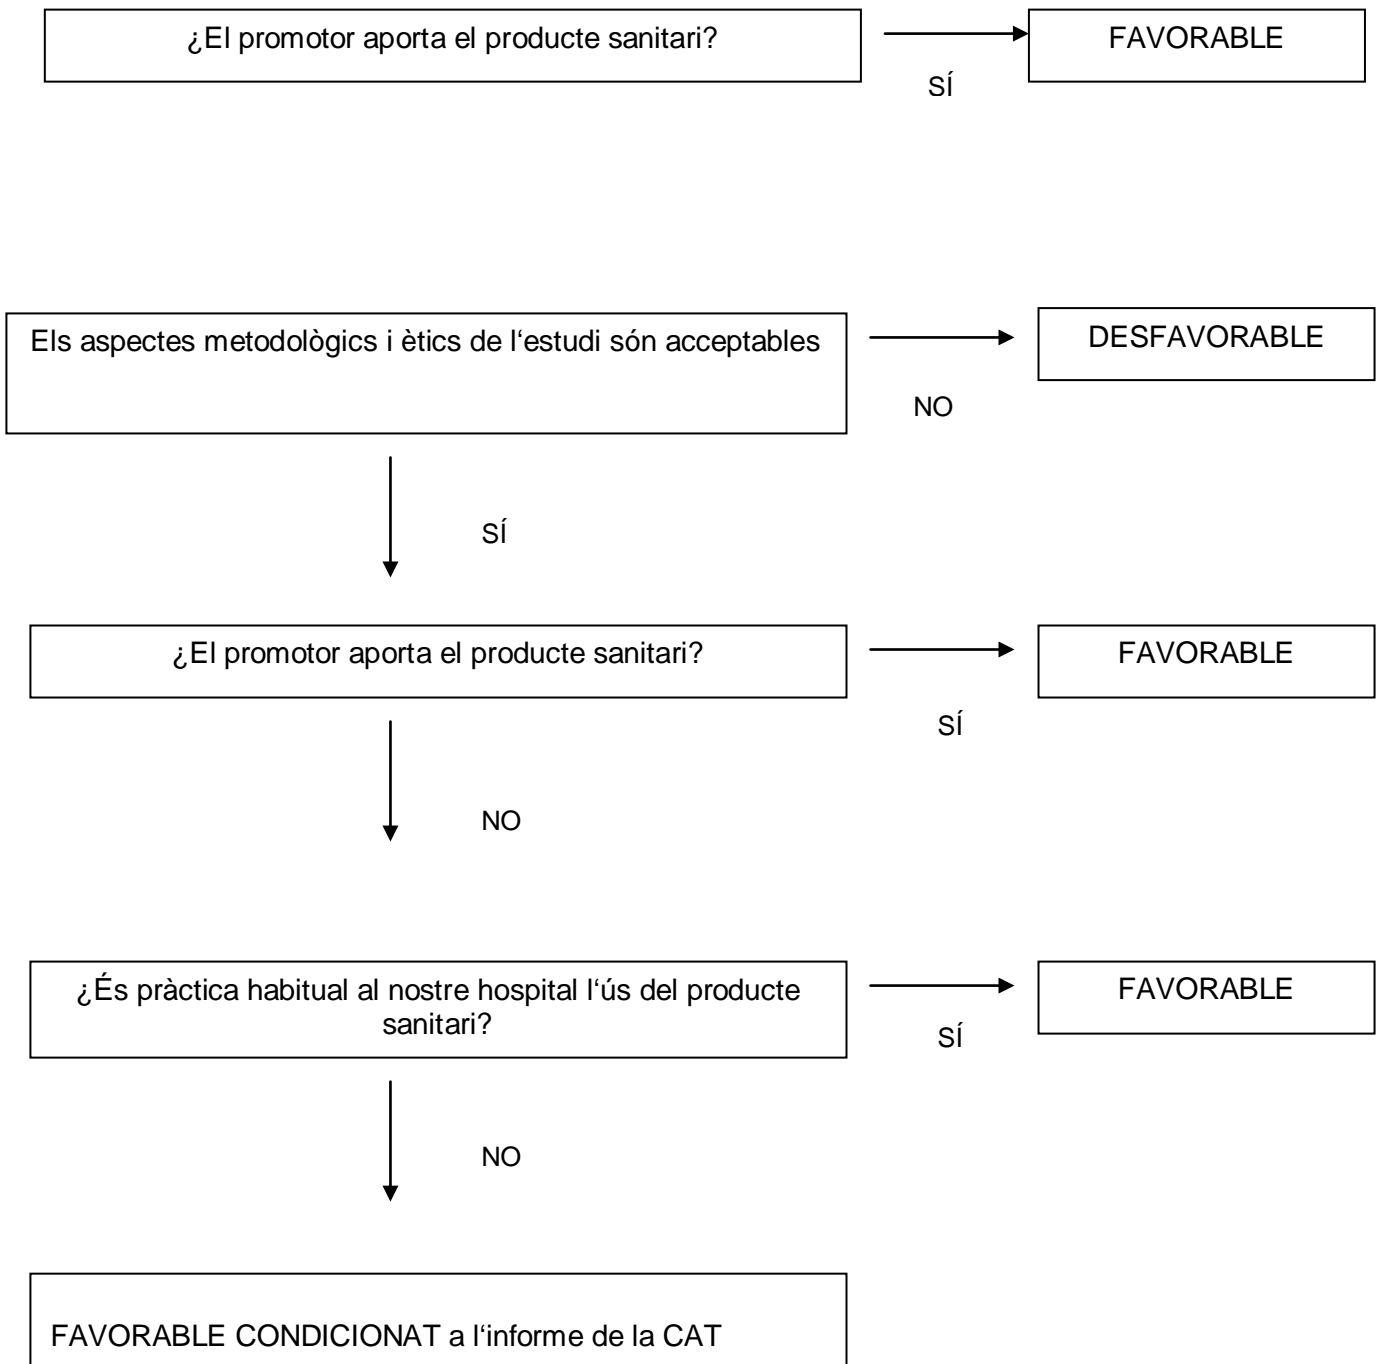 ¿El promotor aporta el producte sanitari?
FAVORABLE
SÍ
Els aspectes metodològics i ètics de l‘estudi són acceptables
DESFAVORABLE
NO
SÍ
¿El promotor aporta el producte sanitari?
FAVORABLE
SÍ
NO
¿És pràctica habitual al nostre hospital l‘ús del producte
sanitari?
FAVORABLE
SÍ
NO
FAVORABLE CONDICIONAT a l‘informe de la CAT